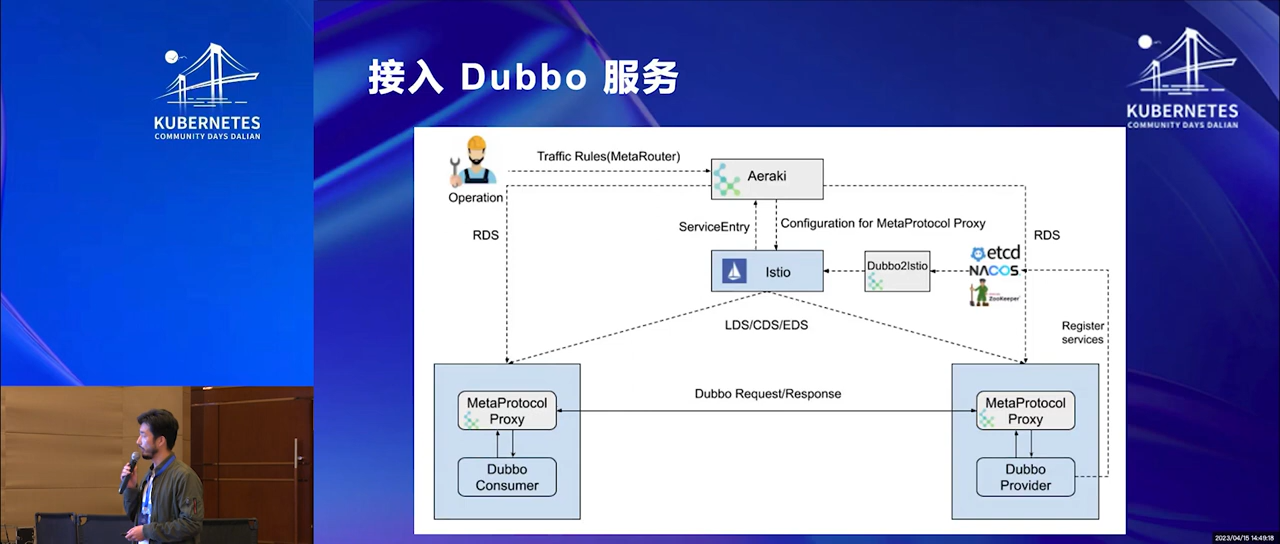 KUBERNETES
COMMUNITY DAYS DALIAN
接入 Dubbo 服务
KUBERNETES
COMMUNITY DAYS DALIAN
Operation
Traffic Rules(MetaRouter)
Aeraki
RDS
ServiceEntry
Configuration for MetaProtocol Proxy
RDS
Istio
Dubbo2Istio
etcd
NACOS.
ZooKeeper
LDS/CDS/EDS
Register
services
MetaProtocol
Proxy
Dubbo
Consumer
Dubbo Request/Response
MetaProtocol
Proxy
Dubbo
Provider
2023/04/15 14:49:18